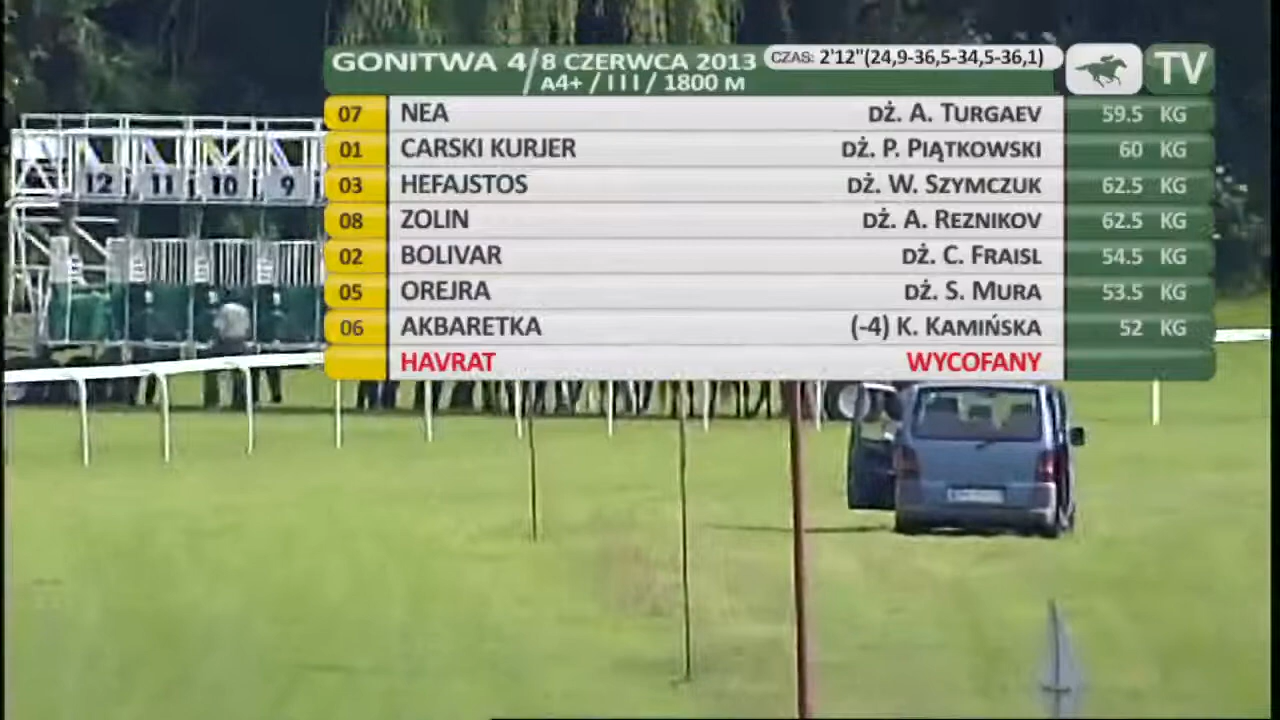 GONITWA 4/8 CZERWCA 2013 CZAS: 2'12"(24,9-36,5-34,5-36,1) TV
A4+ / III / 1800 M
07 NEA DŻ. A. TURGAEV 59.5 KG
01 CARSKI KURJER DŻ. P. PIĄTKOWSKI 60 KG
03 HEFAJSTOS DŻ. W. SZYMCZUK 62.5 KG
08 ZOLIN DŻ. A. REZNIKOV 62.5 KG
02 BOLIVAR DŻ. C. FRAISL 54.5 KG
05 OREJRA DŻ. S. MURA 53.5 KG
06 AKBARETKA (-4) K. KAMIŃSKA 52 KG
HAVRAT WYCOFANY
12 11 10 9